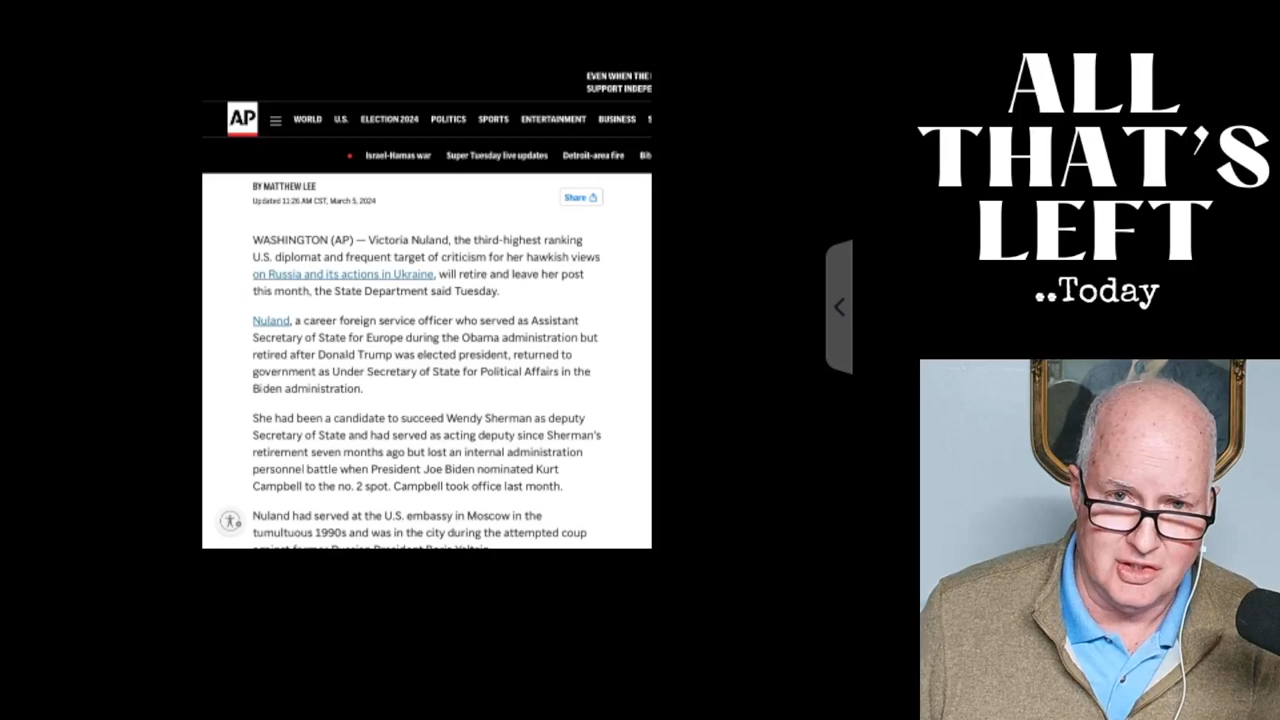 EVEN WHEN THE
SUPPORT INDEPE
AP
WORLD U.S. ELECTION 2024 POLITICS SPORTS ENTERTAINMENT BUSINESS S
Israel-Hamas war Super Tuesday live updates Detroit-area fire
BY MATTHEW LEE
Updated 11:26 AM CST, March 5, 2024
Share
WASHINGTON (AP) — Victoria Nuland, the third-highest ranking
U.S. diplomat and frequent target of criticism for her hawkish views
on Russia and its actions in Ukraine, will retire and leave her post
this month, the State Department said Tuesday.
Nuland, a career foreign service officer who served as Assistant
Secretary of State for Europe during the Obama administration but
retired after Donald Trump was elected president, returned to
government as Under Secretary of State for Political Affairs in the
Biden administration.
She had been a candidate to succeed Wendy Sherman as deputy
Secretary of State and had served as acting deputy since Sherman's
retirement seven months ago but lost an internal administration
personnel battle when President Joe Biden nominated Kurt
Campbell to the no. 2 spot. Campbell took office last month.
Nuland had served at the U.S. embassy in Moscow in the
tumultuous 1990s and was in the city during the attempted coup
against former Russian President Boris Yeltsin.
ALL
THAT'S
LEFT
..Today